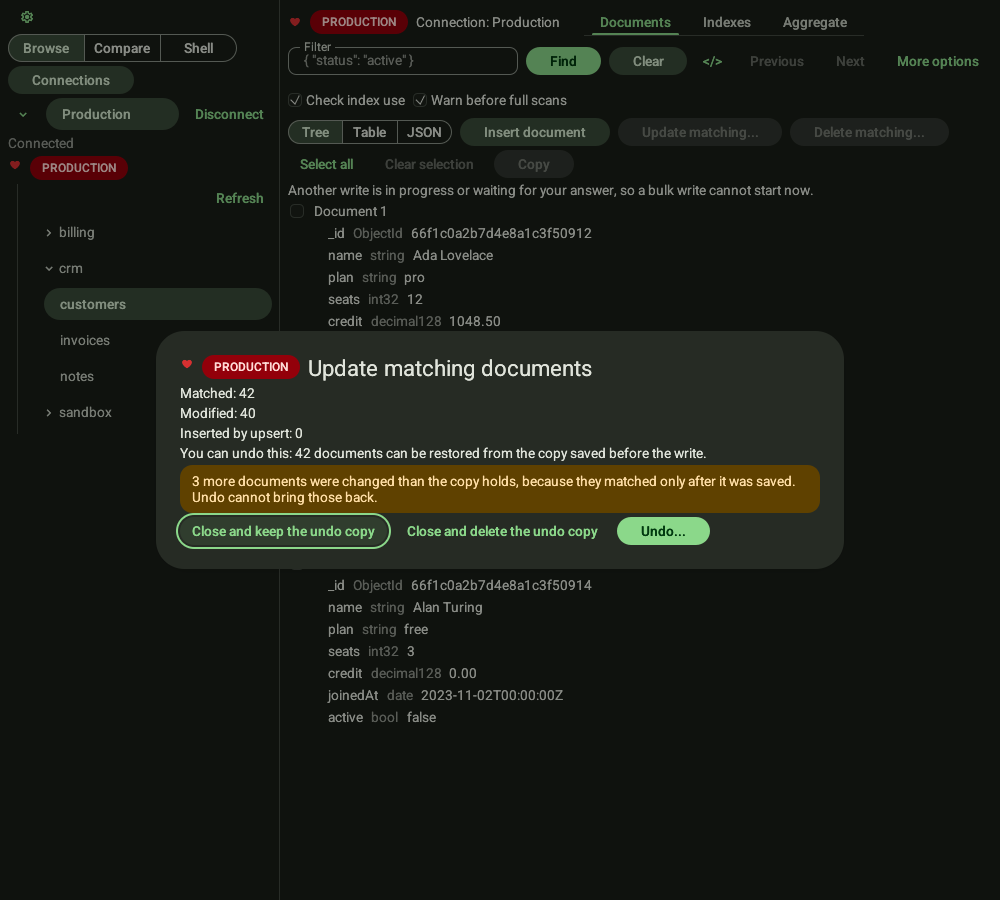 Browse
Compare
Shell
Connections
Production
Disconnect
Connected
PRODUCTION
Refresh
billing
crm
customers
invoices
notes
sandbox
PRODUCTION
Connection: Production
Documents
Indexes
Aggregate
Filter
{ "status": "active" }
Find
Clear
</>
Previous
Next
More options
Check index use
Warn before full scans
Tree
Table
JSON
Insert document
Update matching...
Delete matching...
Select all
Clear selection
Copy
Another write is in progress or waiting for your answer, so a bulk write cannot start now.
Document 1
_id ObjectId 66f1c0a2b7d4e8a1c3f50912
name string Ada Lovelace
plan string pro
seats int32 12
credit decimal128 1048.50
PRODUCTION
Update matching documents
Matched: 42
Modified: 40
Inserted by upsert: 0
You can undo this: 42 documents can be restored from the copy saved before the write.
3 more documents were changed than the copy holds, because they matched only after it was saved.
Undo cannot bring those back.
Close and keep the undo copy
Close and delete the undo copy
Undo...
_id ObjectId 66f1c0a2b7d4e8a1c3f50914
name string Alan Turing
plan string free
seats int32 3
credit decimal128 0.00
joinedAt date 2023-11-02T00:00:00Z
active bool false